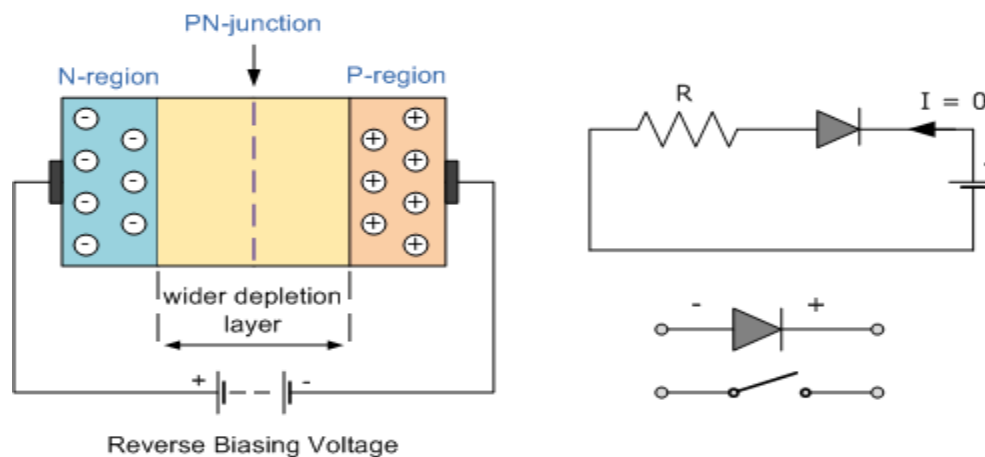 PN-junction
N-region
P-region
wider depletion
layer
+ -
Reverse Biasing Voltage
R
I = 0
- +